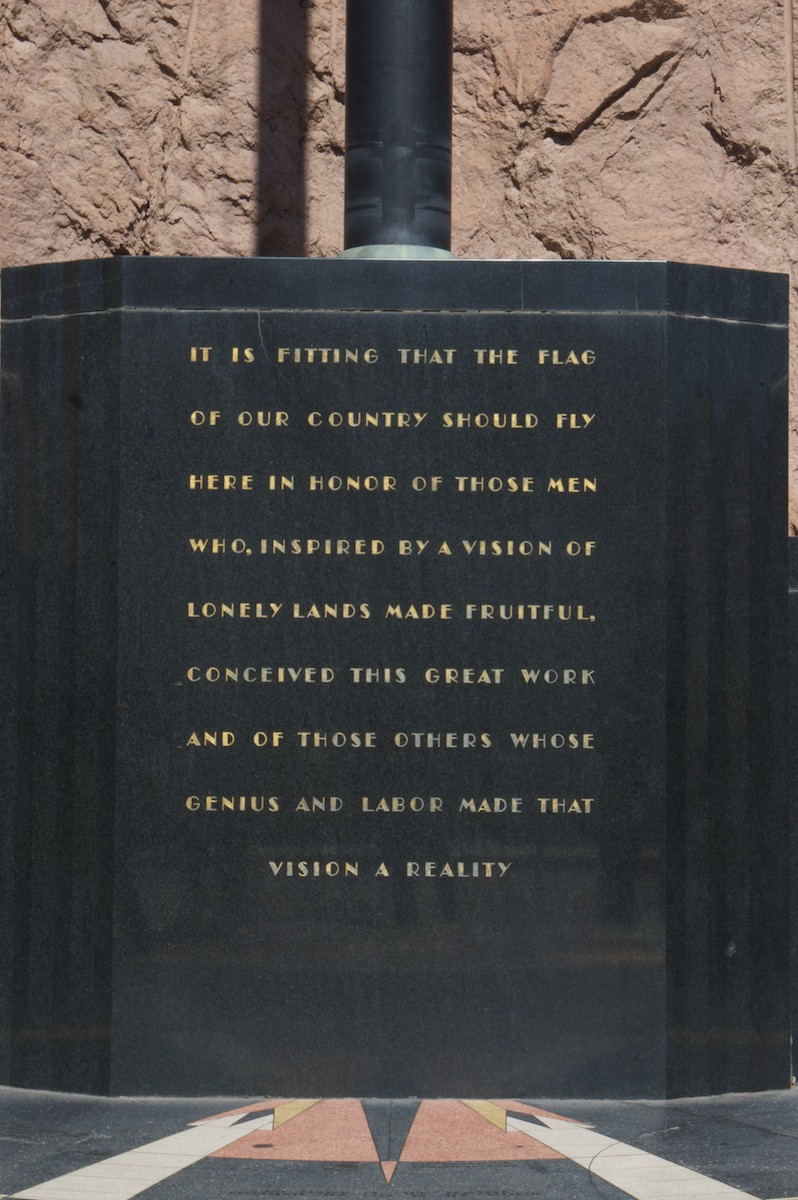 IT IS FITTING THAT THE FLAG
OF OUR COUNTRY SHOULD FLY
HERE IN HONOR OF THOSE MEN
WHO, INSPIRED BY A VISION OF
LONELY LANDS MADE FRUITFUL,
CONCEIVED THIS GREAT WORK
AND OF THOSE OTHERS WHOSE
GENIUS AND LABOR MADE THAT
VISION A REALITY